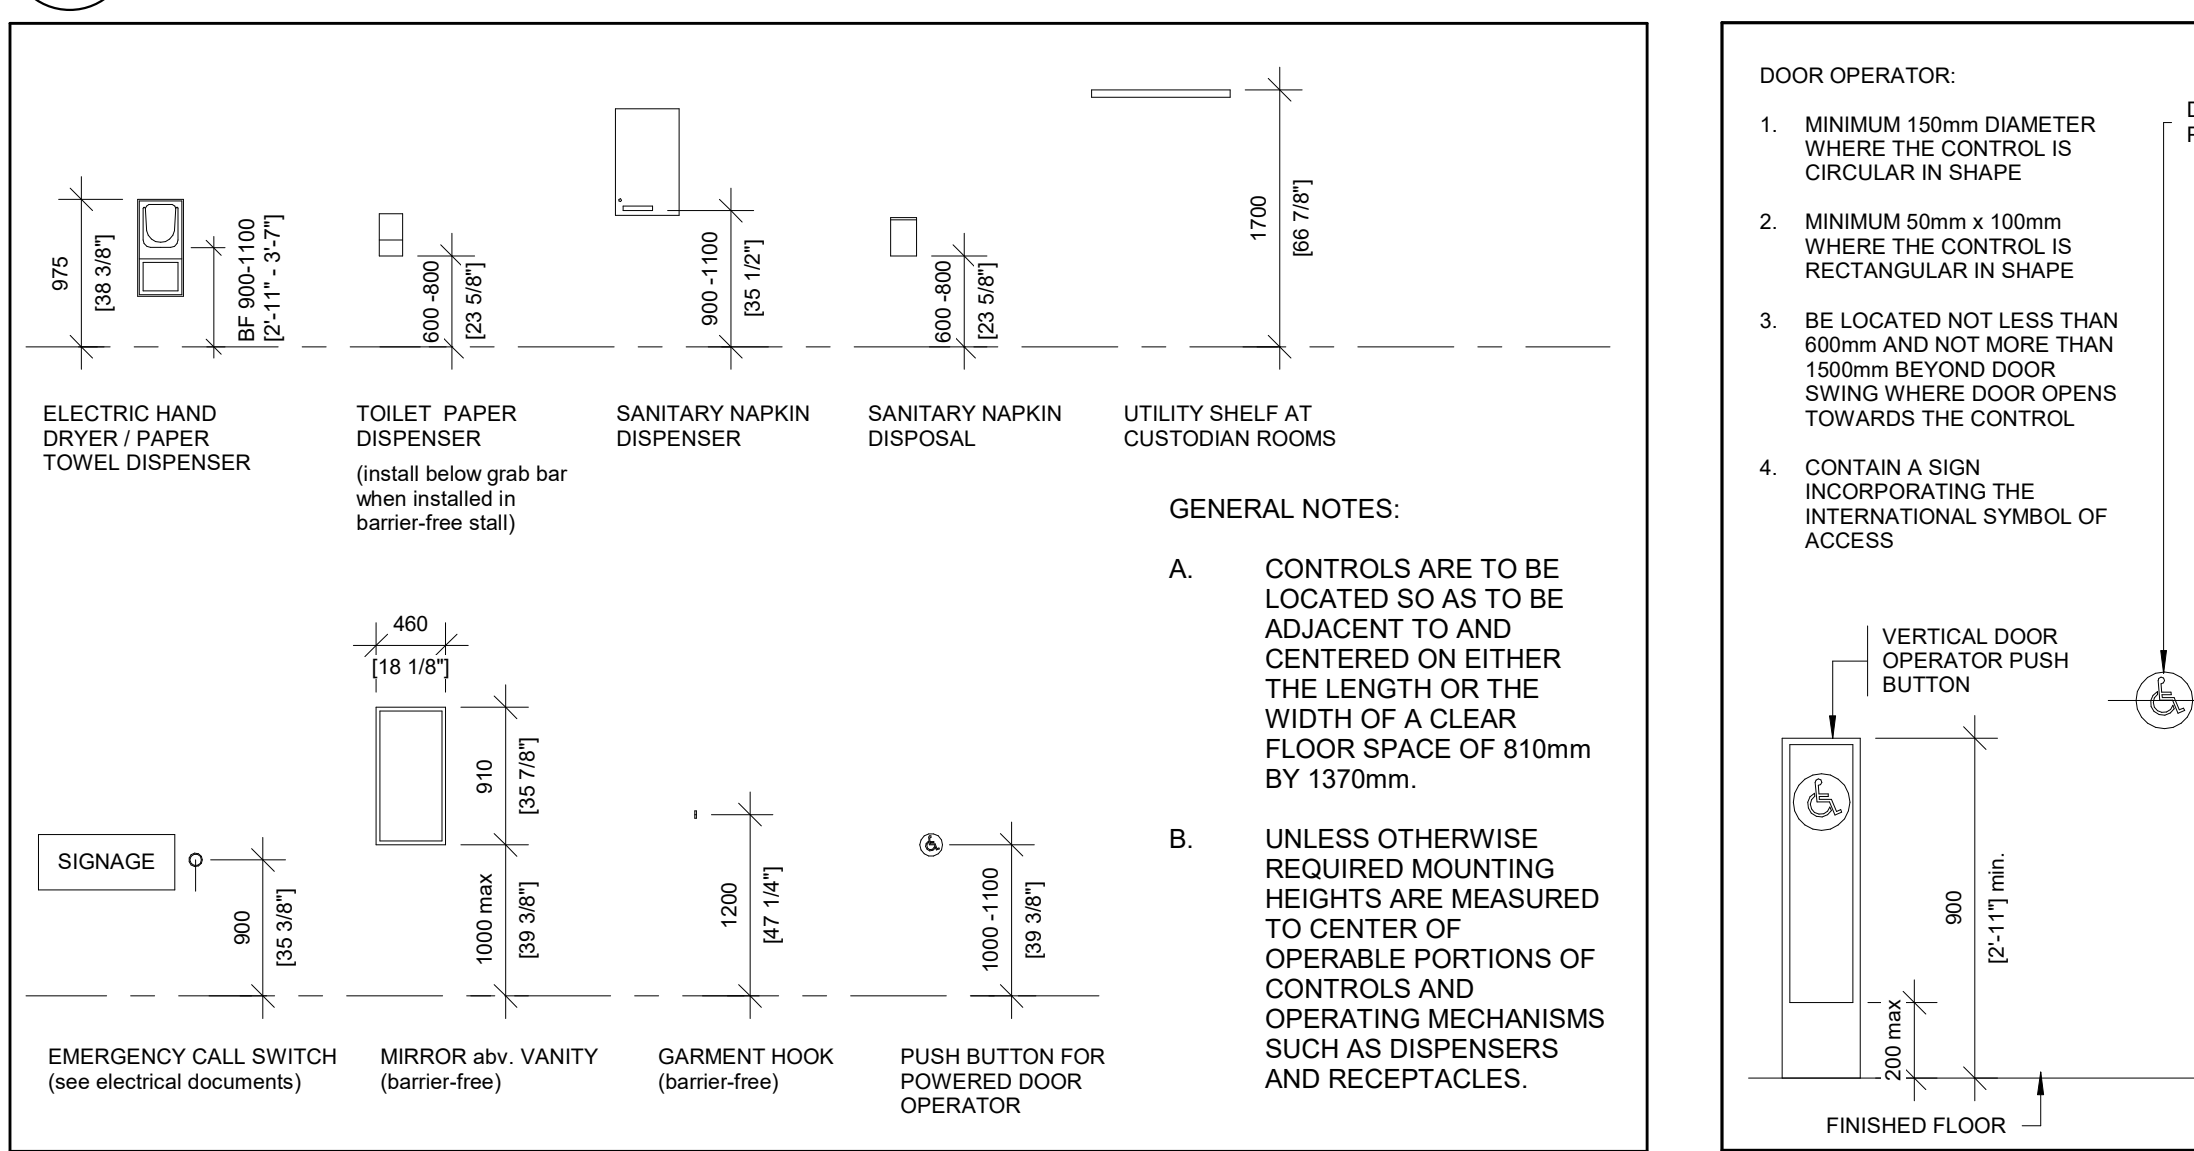 975
[38 3/8"]
BF 900-1100
[2'-11" - 3'-7"]
600 -800
[23 5/8"]
900 -1100
[35 1/2"]
600 -800
[23 5/8"]
1700
[66 7/8"]
ELECTRIC HAND
DRYER / PAPER
TOWEL DISPENSER
TOILET PAPER
DISPENSER
(install below grab bar
when installed in
barrier-free stall)
SANITARY NAPKIN
DISPENSER
SANITARY NAPKIN
DISPOSAL
UTILITY SHELF AT
CUSTODIAN ROOMS
GENERAL NOTES:
A. CONTROLS ARE TO BE
LOCATED SO AS TO BE
ADJACENT TO AND
CENTERED ON EITHER
THE LENGTH OR THE
WIDTH OF A CLEAR
FLOOR SPACE OF 810mm
BY 1370mm.
B. UNLESS OTHERWISE
REQUIRED MOUNTING
HEIGHTS ARE MEASURED
TO CENTER OF
OPERABLE PORTIONS OF
CONTROLS AND
OPERATING MECHANISMS
SUCH AS DISPENSERS
AND RECEPTACLES.
SIGNAGE
900
[35 3/8"]
460
[18 1/8"]
910
[35 7/8"]
1000 max
[39 3/8"]
1200
[47 1/4"]
1000 -1100
[39 3/8"]
EMERGENCY CALL SWITCH
(see electrical documents)
MIRROR abv. VANITY
(barrier-free)
GARMENT HOOK
(barrier-free)
PUSH BUTTON FOR
POWERED DOOR
OPERATOR
DOOR OPERATOR:
1. MINIMUM 150mm DIAMETER
WHERE THE CONTROL IS
CIRCULAR IN SHAPE
2. MINIMUM 50mm x 100mm
WHERE THE CONTROL IS
RECTANGULAR IN SHAPE
3. BE LOCATED NOT LESS THAN
600mm AND NOT MORE THAN
1500mm BEYOND DOOR
SWING WHERE DOOR OPENS
TOWARDS THE CONTROL
4. CONTAIN A SIGN
INCORPORATING THE
INTERNATIONAL SYMBOL OF
ACCESS
VERTICAL DOOR
OPERATOR PUSH
BUTTON
900
[2'-11"] min.
200 max
FINISHED FLOOR